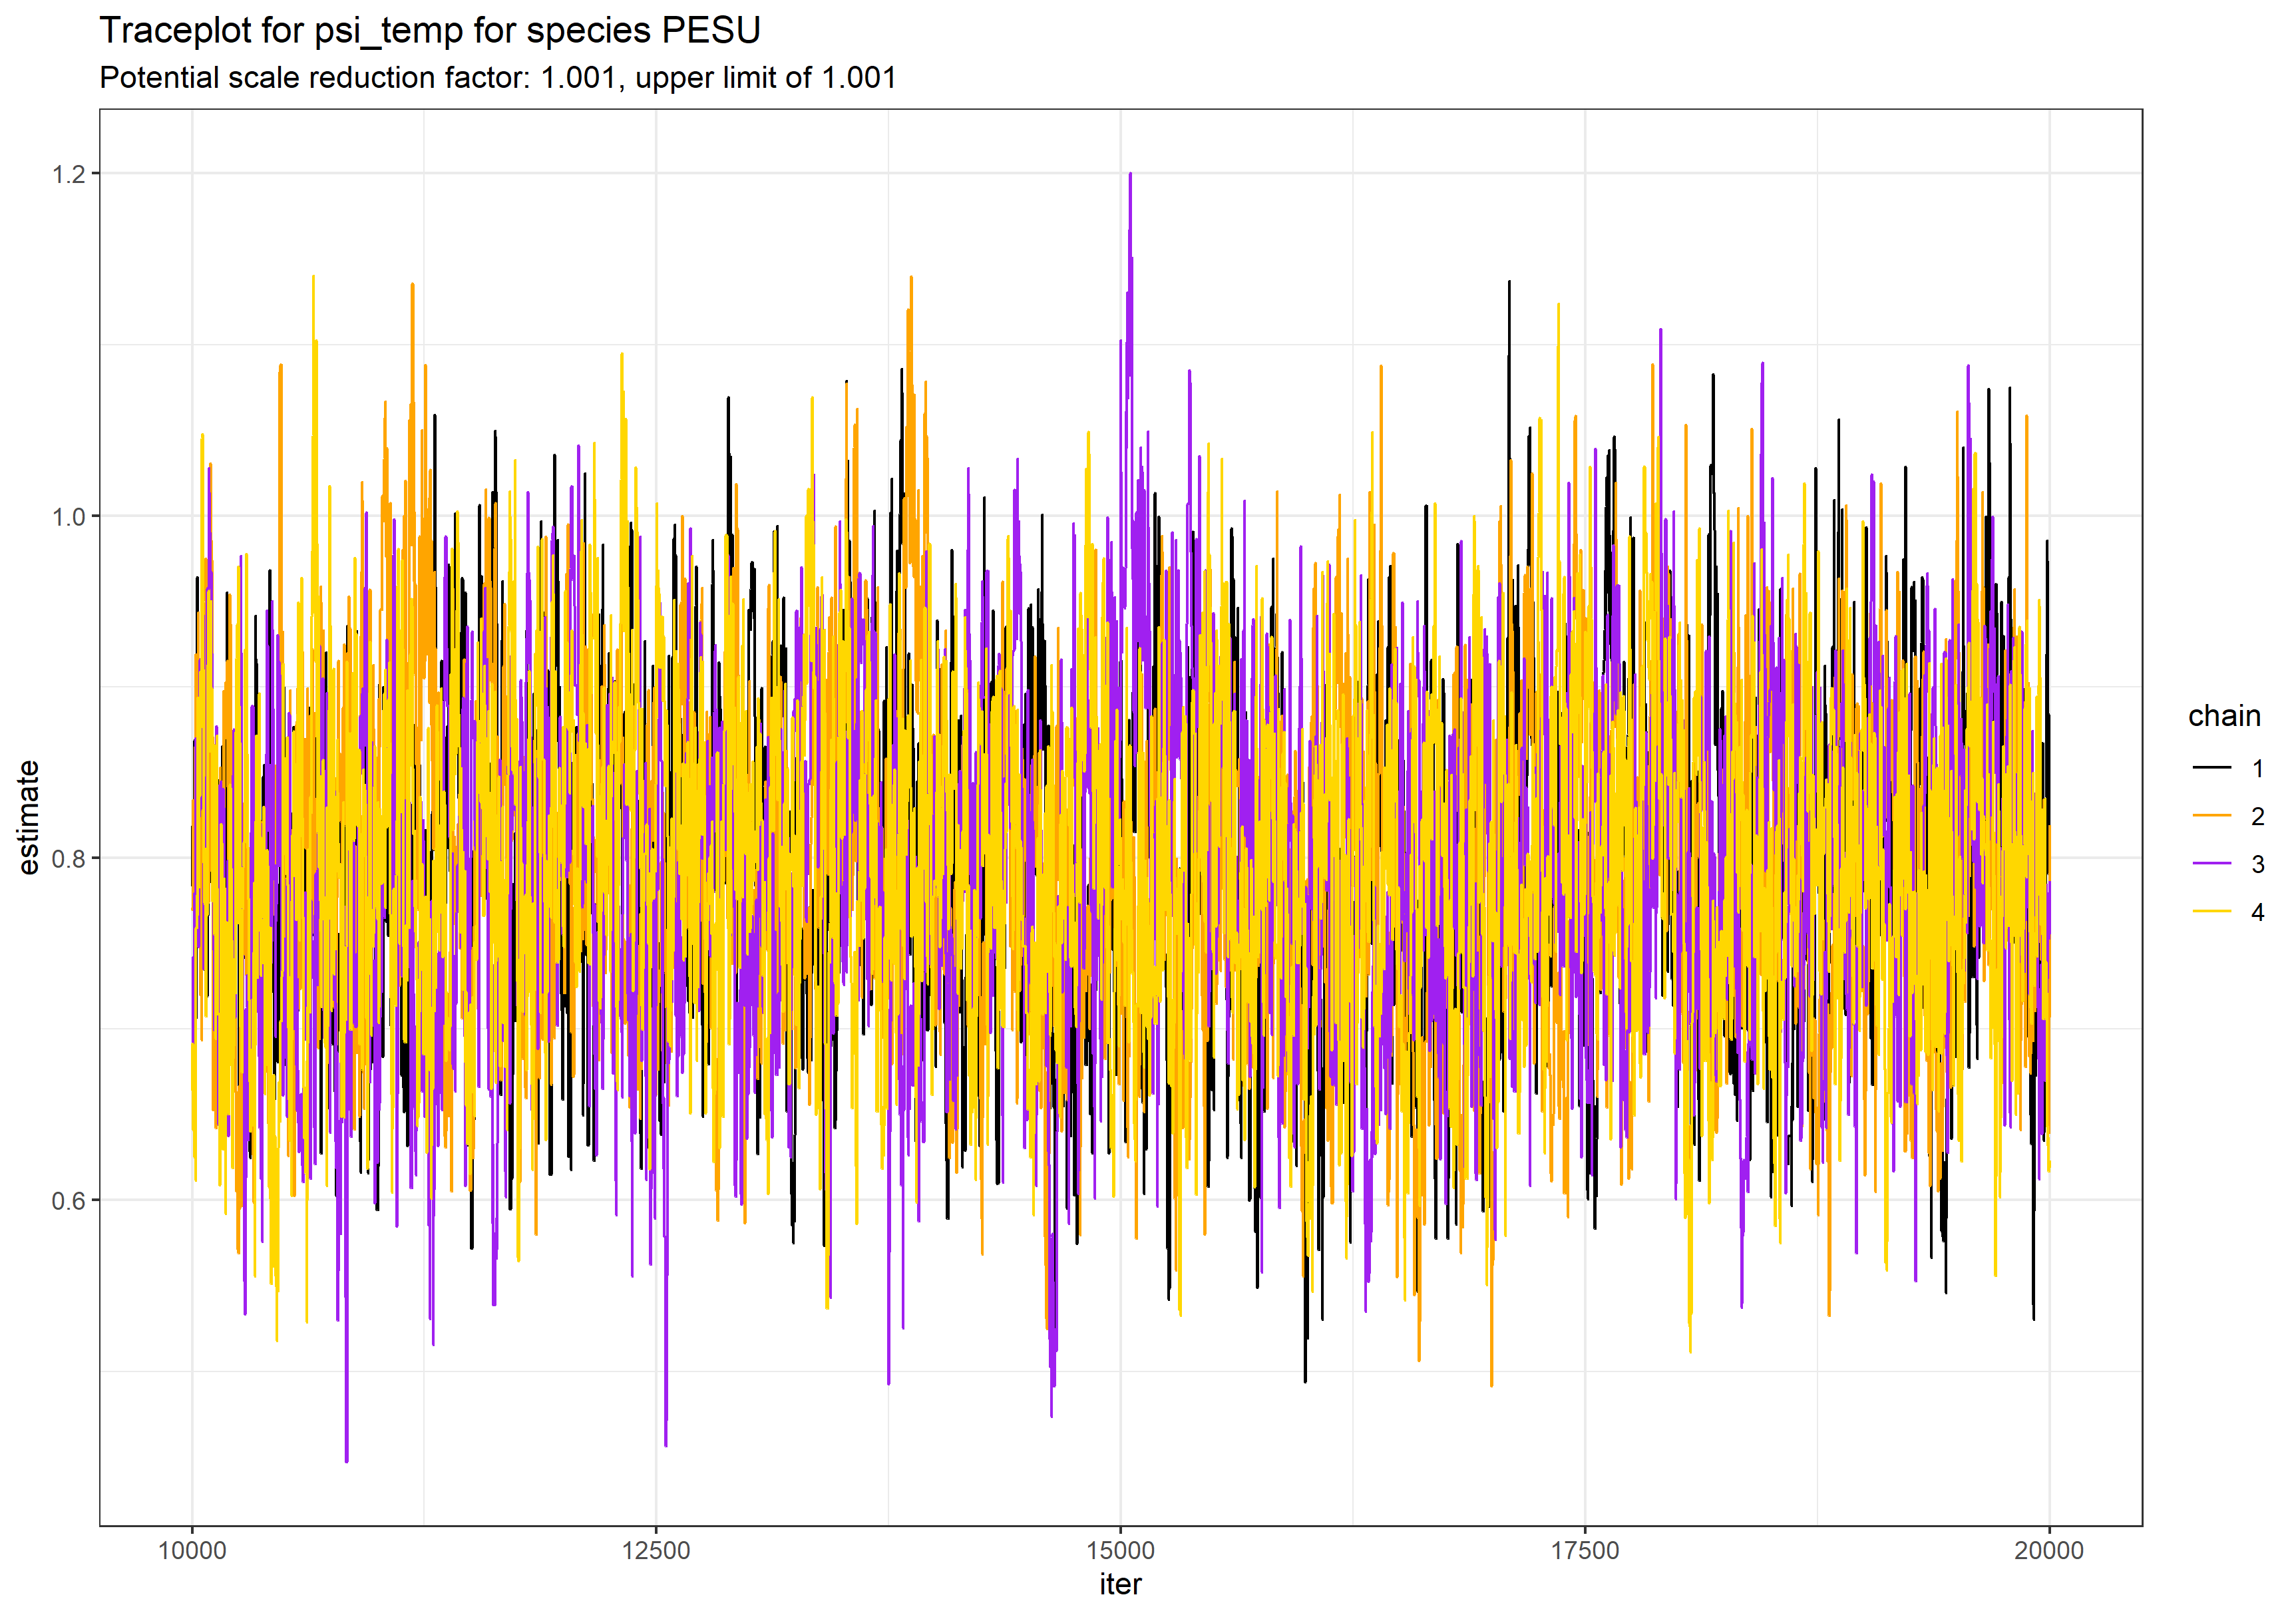 Traceplot for psi_temp for species PESU
Potential scale reduction factor: 1.001, upper limit of 1.001
1.2
1.0
0.8
0.6
estimate
10000
12500
15000
17500
20000
iter
chain
1
2
3
4